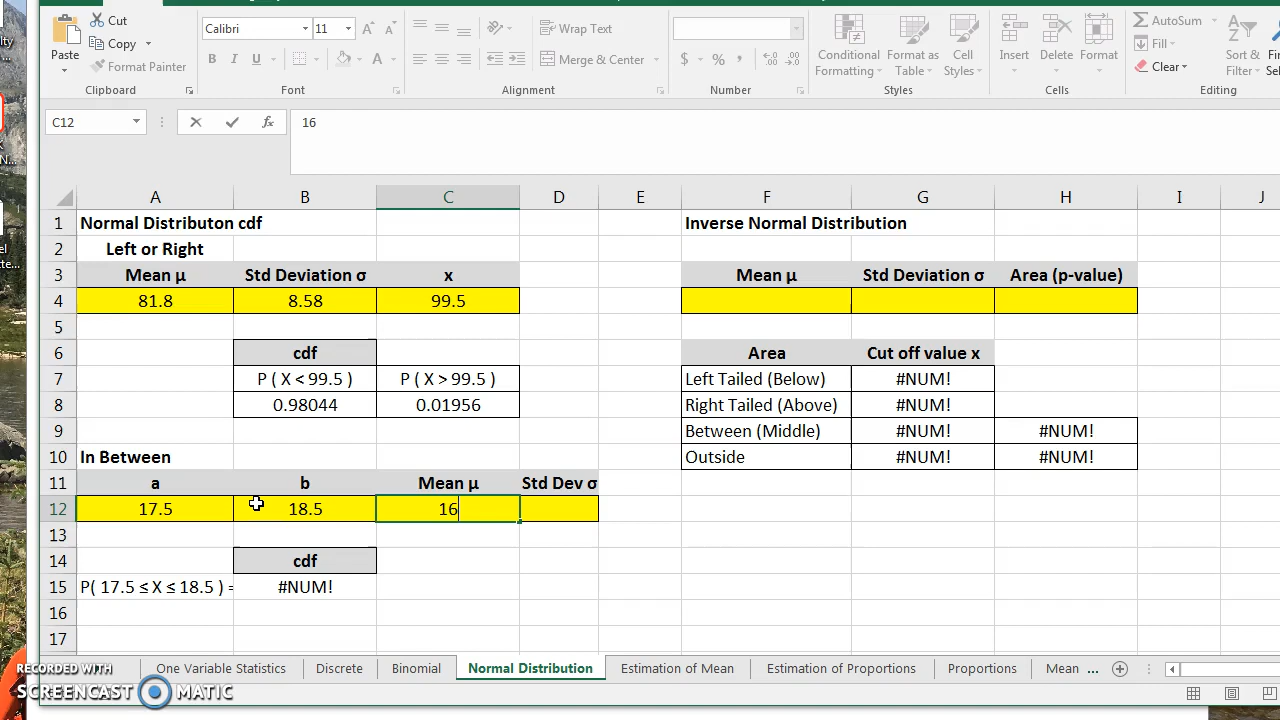 Cut
Copy
Format Painter
Paste
Clipboard
Calibri
11
A
A
B
I
U
A
Font
Wrap Text
Merge & Center
Alignment
$
%
Number
Conditional
Formatting
Format as
Table
Cell
Styles
Styles
Insert
Delete
Format
Cells
AutoSum
Fill
Clear
Sort &
Filter
Editing
C12
fx
16
A B C D E F G H I J
1 Normal Distributon cdf Inverse Normal Distribution
2 Left or Right
3 Mean μ Std Deviation σ x Mean μ Std Deviation σ Area (p-value)
4 81.8 8.58 99.5
5
6 cdf Area Cut off value x
7 P ( X < 99.5 ) P ( X > 99.5 ) Left Tailed (Below) #NUM!
8 0.98044 0.01956 Right Tailed (Above) #NUM!
9 Between (Middle) #NUM! #NUM!
10 In Between Outside #NUM! #NUM!
11 a b Mean μ Std Dev σ
12 17.5 18.5 16
13
14 cdf
15 P( 17.5 ≤ X ≤ 18.5 ) = #NUM!
16
17
One Variable Statistics Discrete Binomial Normal Distribution Estimation of Mean Estimation of Proportions Proportions Mean ...
RECORDED WITH
SCREENCAST MATIC